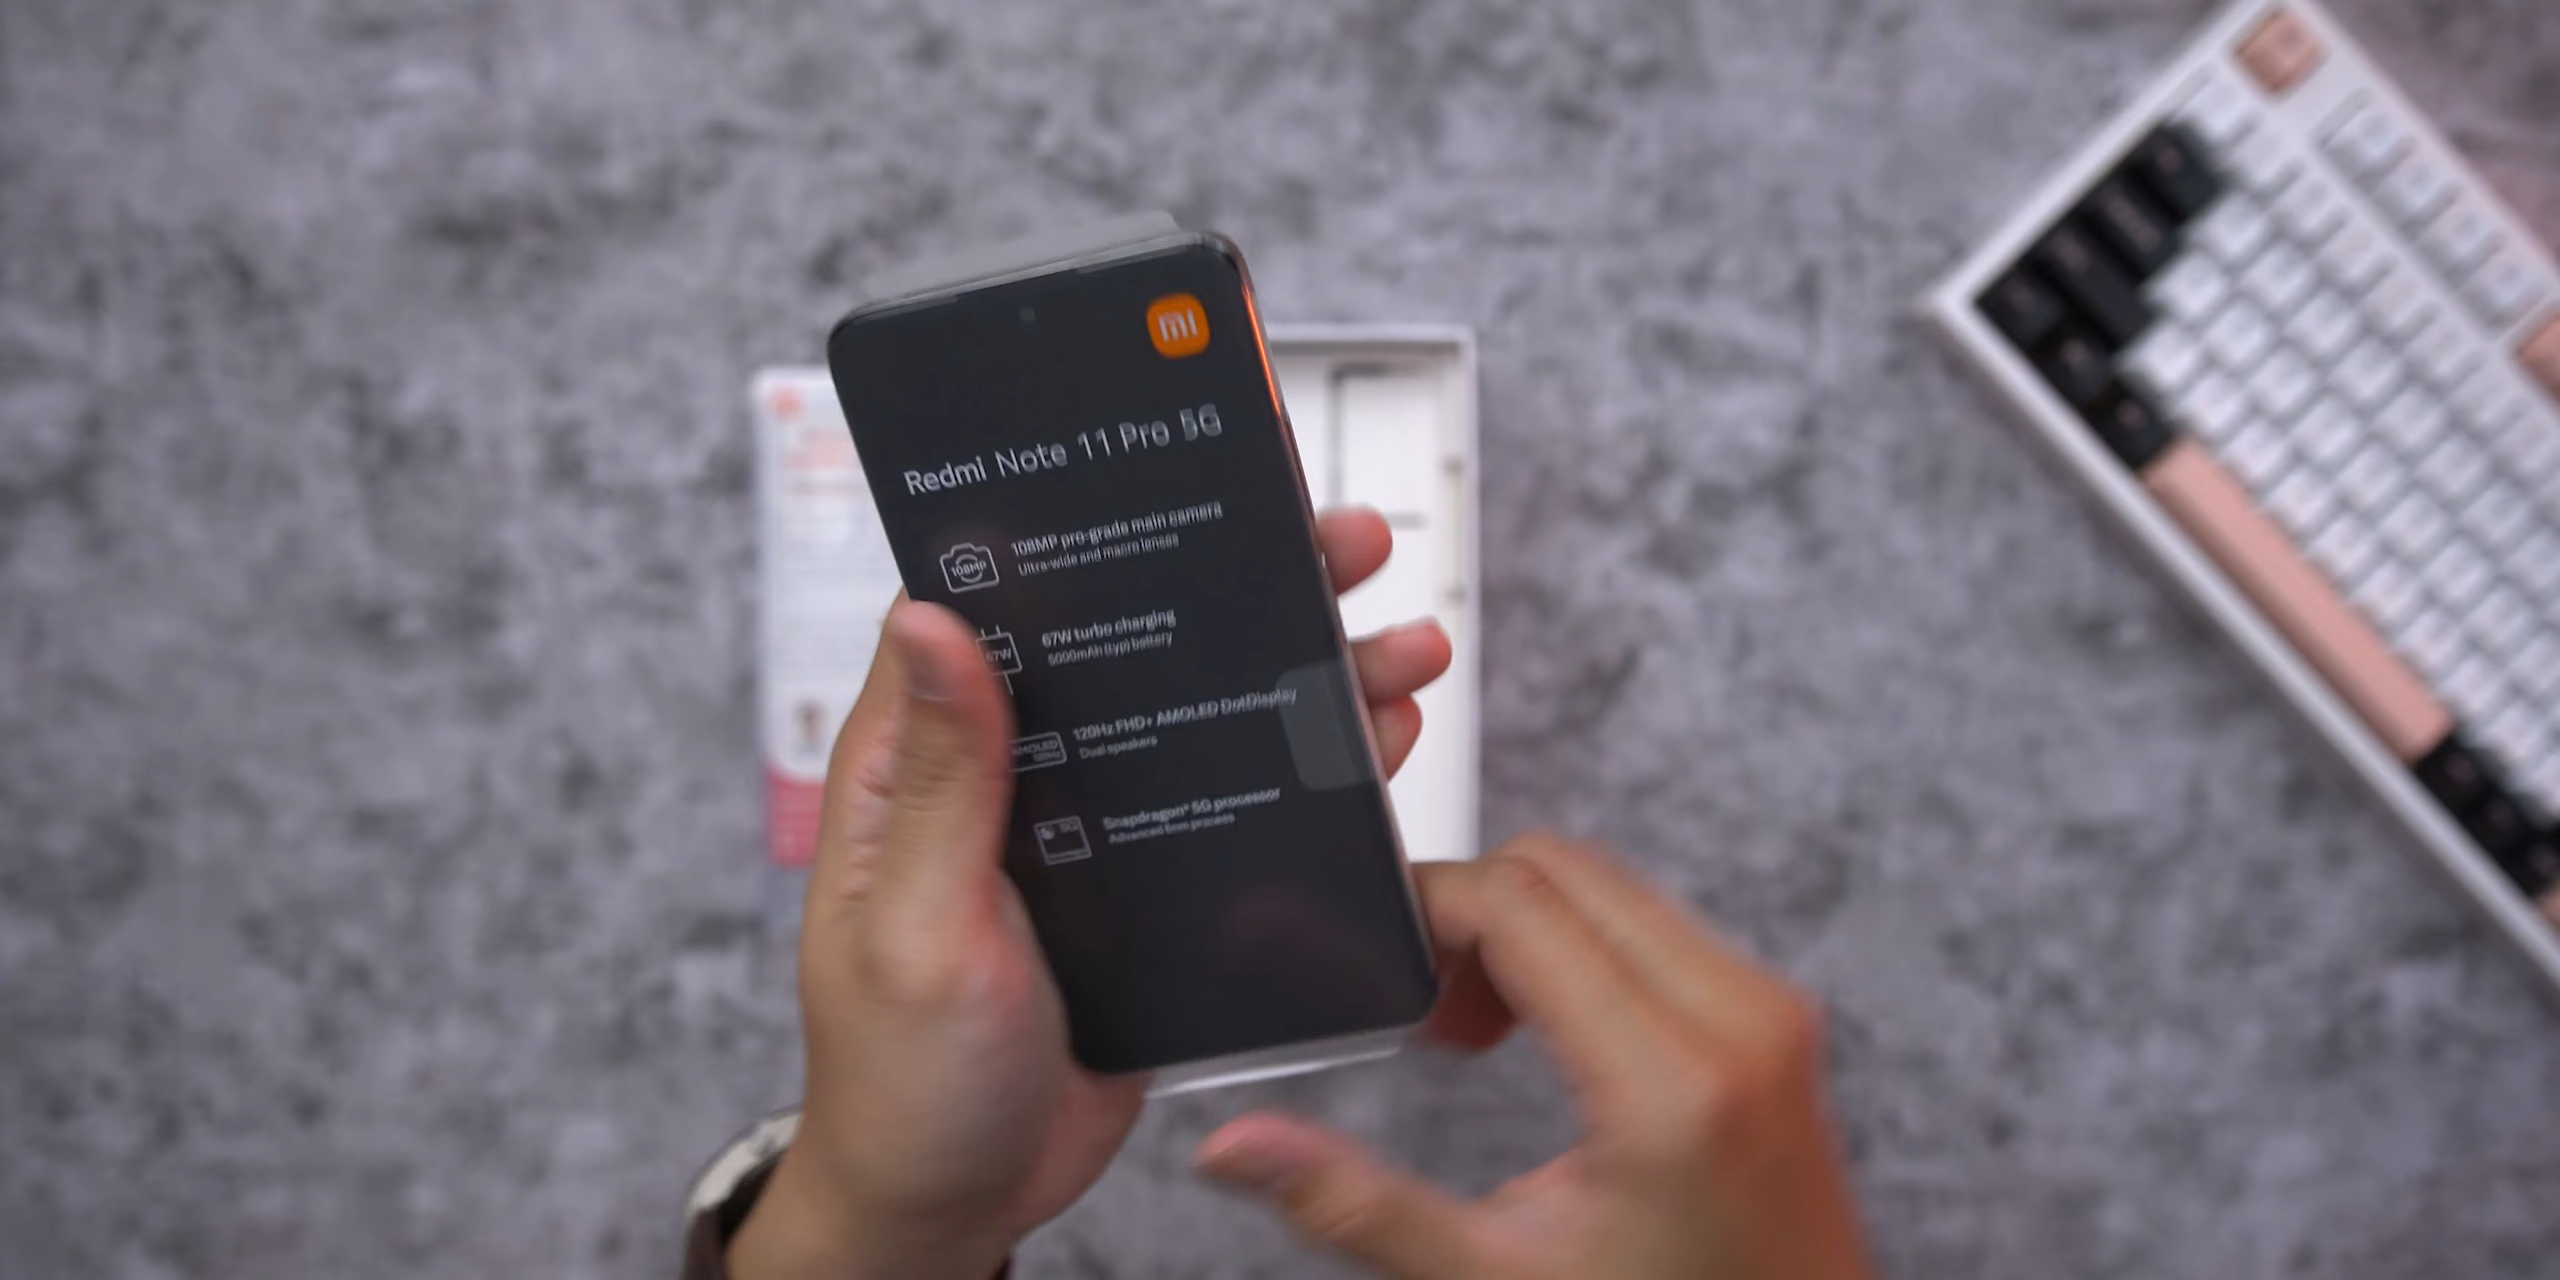 mi
Redmi Note 11 Pro 5G
108MP
108MP pro-grade main camera
Ultra-wide and macro lenses
67W
67W turbo charging
5000mAh (typ) battery
AMOLED
120Hz
120Hz FHD+ AMOLED DotDisplay
Dual speakers
5G
Snapdragon® 5G processor
Advanced 6nm process